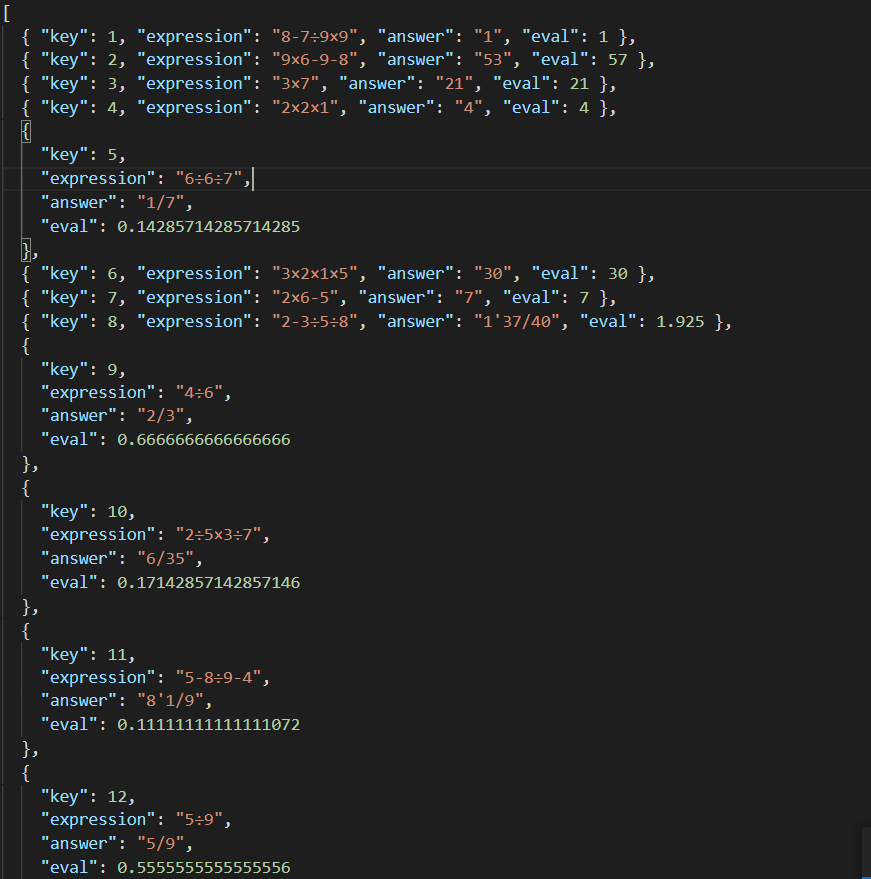 [
{ "key": 1, "expression": "8-7÷9×9", "answer": "1", "eval": 1 },
{ "key": 2, "expression": "9×6-9-8", "answer": "53", "eval": 57 },
{ "key": 3, "expression": "3×7", "answer": "21", "eval": 21 },
{ "key": 4, "expression": "2×2×1", "answer": "4", "eval": 4 },
{
"key": 5,
"expression": "6÷6÷7",
"answer": "1/7",
"eval": 0.14285714285714285
},
{ "key": 6, "expression": "3×2×1×5", "answer": "30", "eval": 30 },
{ "key": 7, "expression": "2×6-5", "answer": "7", "eval": 7 },
{ "key": 8, "expression": "2-3÷5÷8", "answer": "1'37/40", "eval": 1.925 },
{
"key": 9,
"expression": "4÷6",
"answer": "2/3",
"eval": 0.6666666666666666
},
{
"key": 10,
"expression": "2÷5×3÷7",
"answer": "6/35",
"eval": 0.17142857142857146
},
{
"key": 11,
"expression": "5-8÷9-4",
"answer": "8'1/9",
"eval": 0.11111111111111072
},
{
"key": 12,
"expression": "5÷9",
"answer": "5/9",
"eval": 0.5555555555555556